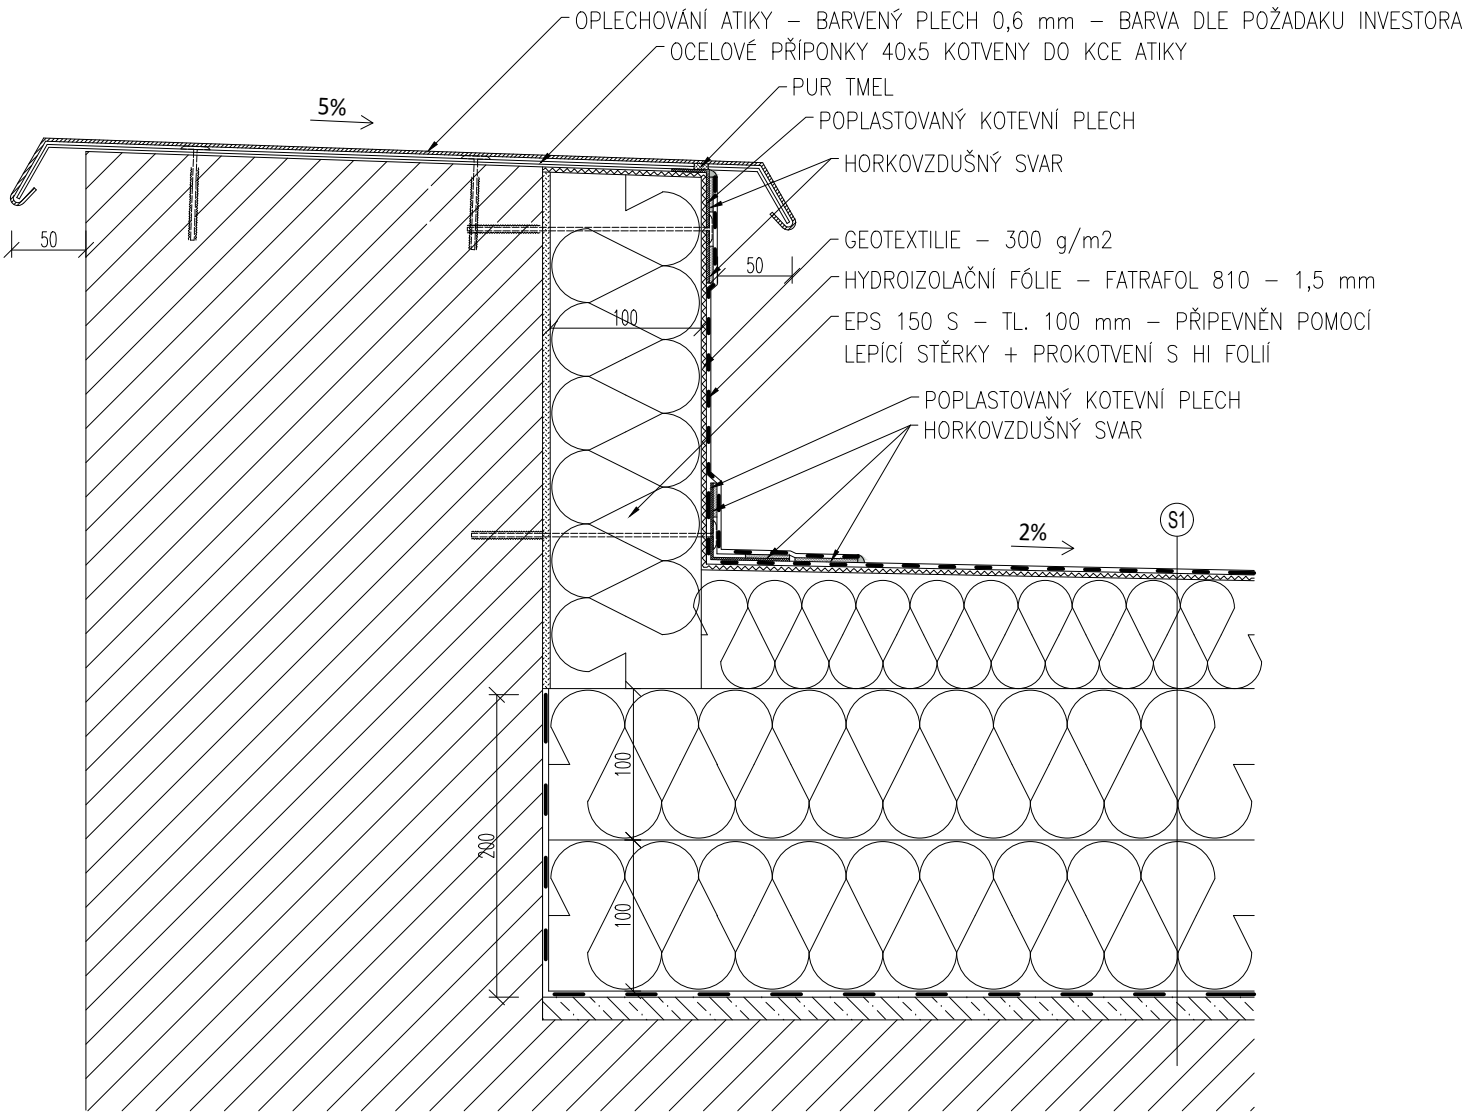 OPLECHOVÁNÍ ATIKY – BARVENÝ PLECH 0,6 mm – BARVA DLE POŽADAKU INVESTORA
OCELOVÉ PŘÍPONKY 40x5 KOTVENY DO KCE ATIKY
PUR TMEL
5%
POPLASTOVANÝ KOTEVNÍ PLECH
HORKOVZDUŠNÝ SVAR
50
GEOTEXTILIE – 300 g/m2
50
HYDROIZOLAČNÍ FÓLIE – FATRAFOL 810 – 1,5 mm
100
EPS 150 S – TL. 100 mm – PŘIPEVNĚN POMOCÍ
LEPÍCÍ STĚRKY + PROKOTVENÍ S HI FOLIÍ
POPLASTOVANÝ KOTEVNÍ PLECH
HORKOVZDUŠNÝ SVAR
S1
2%
100
200
100